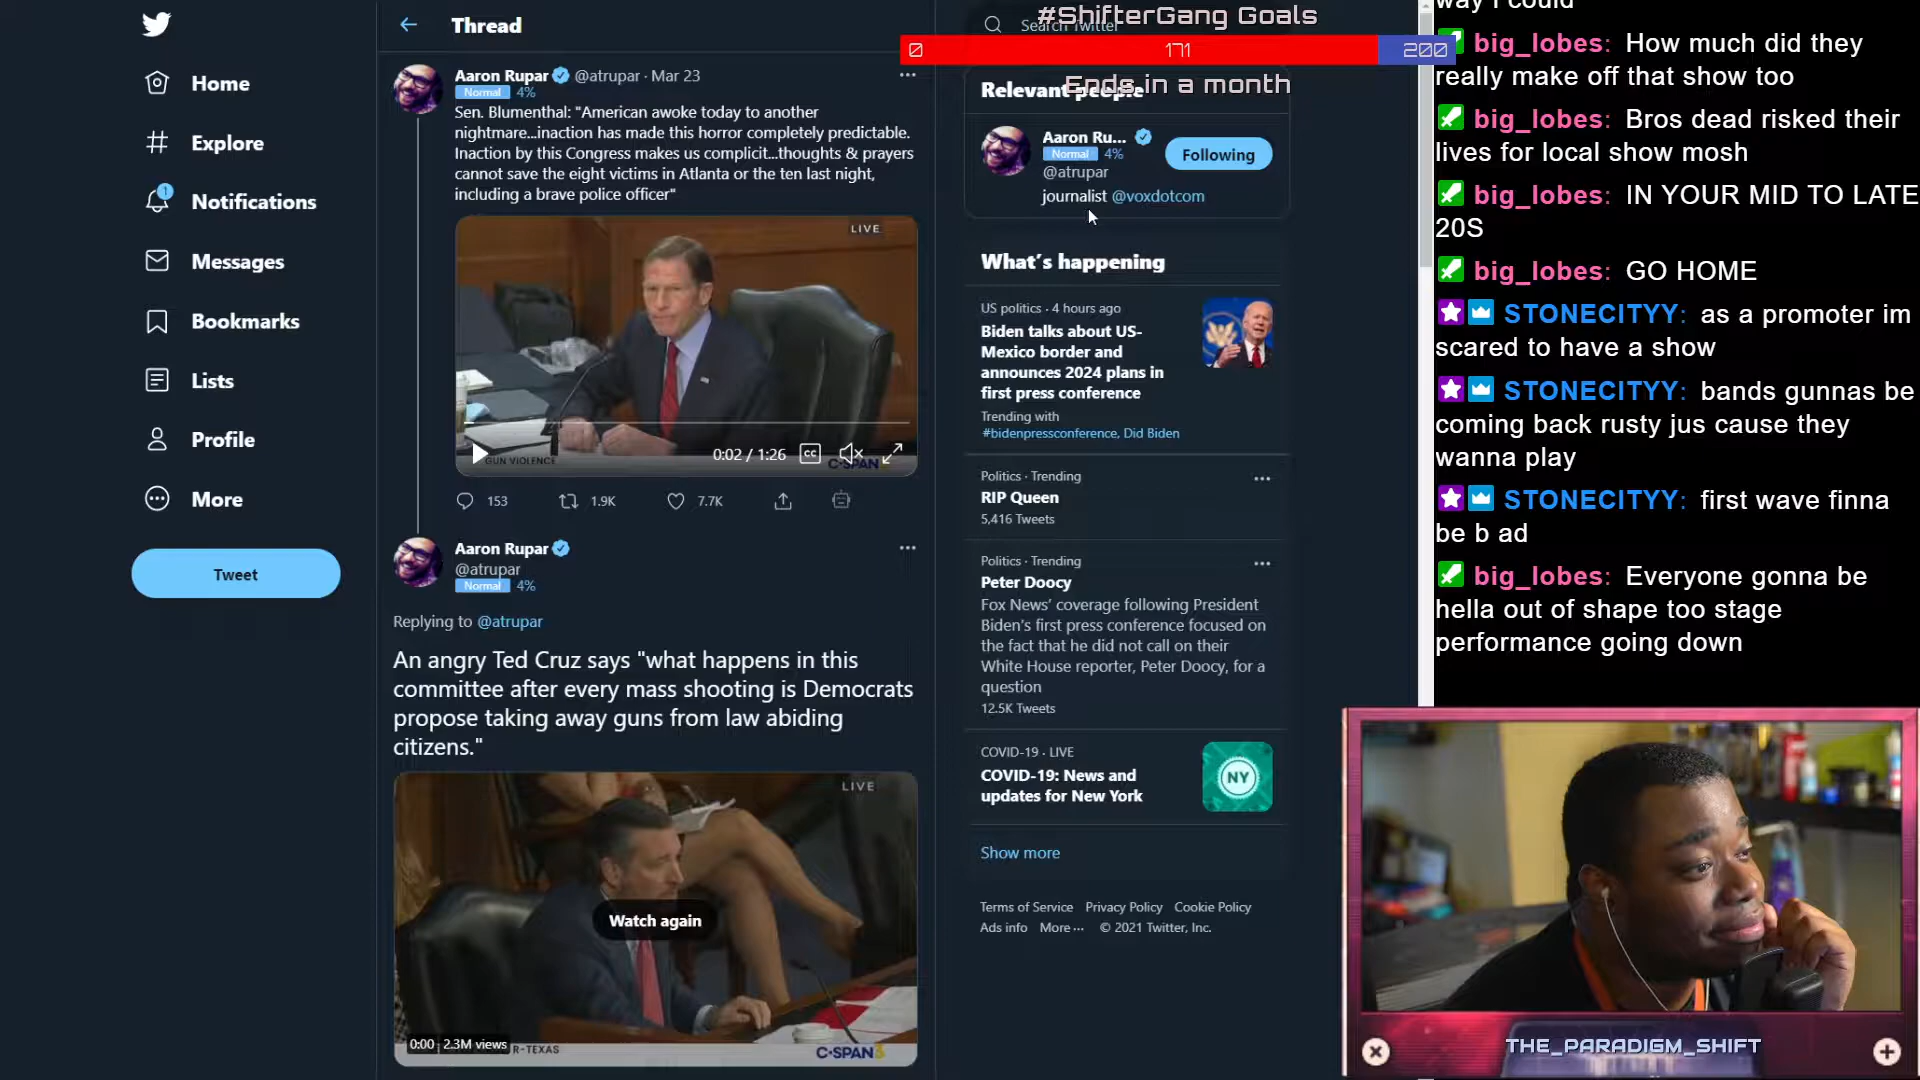 Home
Explore
1
Notifications
Messages
Bookmarks
Lists
Profile
More
Tweet
Thread
Aaron Rupar @atrupar · Mar 23
Normal 4%
Sen. Blumenthal: "American awoke today to another
nightmare...inaction has made this horror completely predictable.
Inaction by this Congress makes us complicit...thoughts & prayers
cannot save the eight victims in Atlanta or the ten last night,
including a brave police officer"
LIVE
0:02 / 1:26
CC
GUN VIOLENCE
C-SPAN
153
1.9K
7.7K
Aaron Rupar
@atrupar
Normal 4%
Replying to @atrupar
An angry Ted Cruz says "what happens in this
committee after every mass shooting is Democrats
propose taking away guns from law abiding
citizens."
LIVE
Watch again
0:00 2.3M views
R-TEXAS
C-SPAN 3
Search Twitter
#ShifterGang Goals
0 171 200
Ends in a month
Relevant people
Aaron Ru...
Normal 4%
@atrupar
Following
journalist @voxdotcom
What's happening
US politics · 4 hours ago
Biden talks about US-
Mexico border and
announces 2024 plans in
first press conference
Trending with
#bidenpressconference, Did Biden
Politics · Trending
RIP Queen
5,416 Tweets
Politics · Trending
Peter Doocy
Fox News' coverage following President
Biden's first press conference focused on
the fact that he did not call on their
White House reporter, Peter Doocy, for a
question
12.5K Tweets
COVID-19 · LIVE
COVID-19: News and
updates for New York
NY
Show more
Terms of Service Privacy Policy Cookie Policy
Ads info More ··· © 2021 Twitter, Inc.
way I could
big_lobes: How much did they
really make off that show too
big_lobes: Bros dead risked their
lives for local show mosh
big_lobes: IN YOUR MID TO LATE
20S
big_lobes: GO HOME
STONECITYY: as a promoter im
scared to have a show
STONECITYY: bands gunnas be
coming back rusty jus cause they
wanna play
STONECITYY: first wave finna
be b ad
big_lobes: Everyone gonna be
hella out of shape too stage
performance going down
THE_PARADIGM_SHIFT